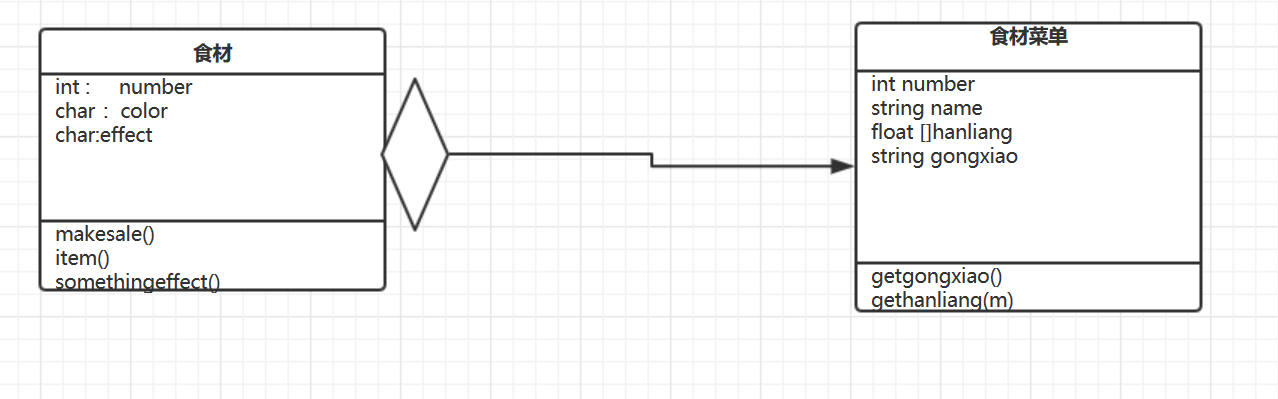 食材
int： number
char：color
char:effect
makesale()
item()
somethingeffect()
食材菜单
int number
string name
float []hanliang
string gongxiao
getgongxiao()
gethanliang(m)